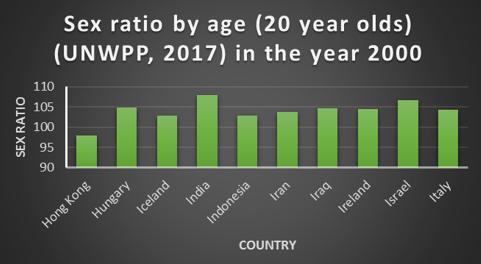 Sex ratio by age (20 year olds)
(UNWPP, 2017) in the year 2000
110
105
100
95
90
SEX RATIO
Hong Kong
Hungary
Iceland
India
Indonesia
Iran
Iraq
Ireland
Israel
Italy
COUNTRY